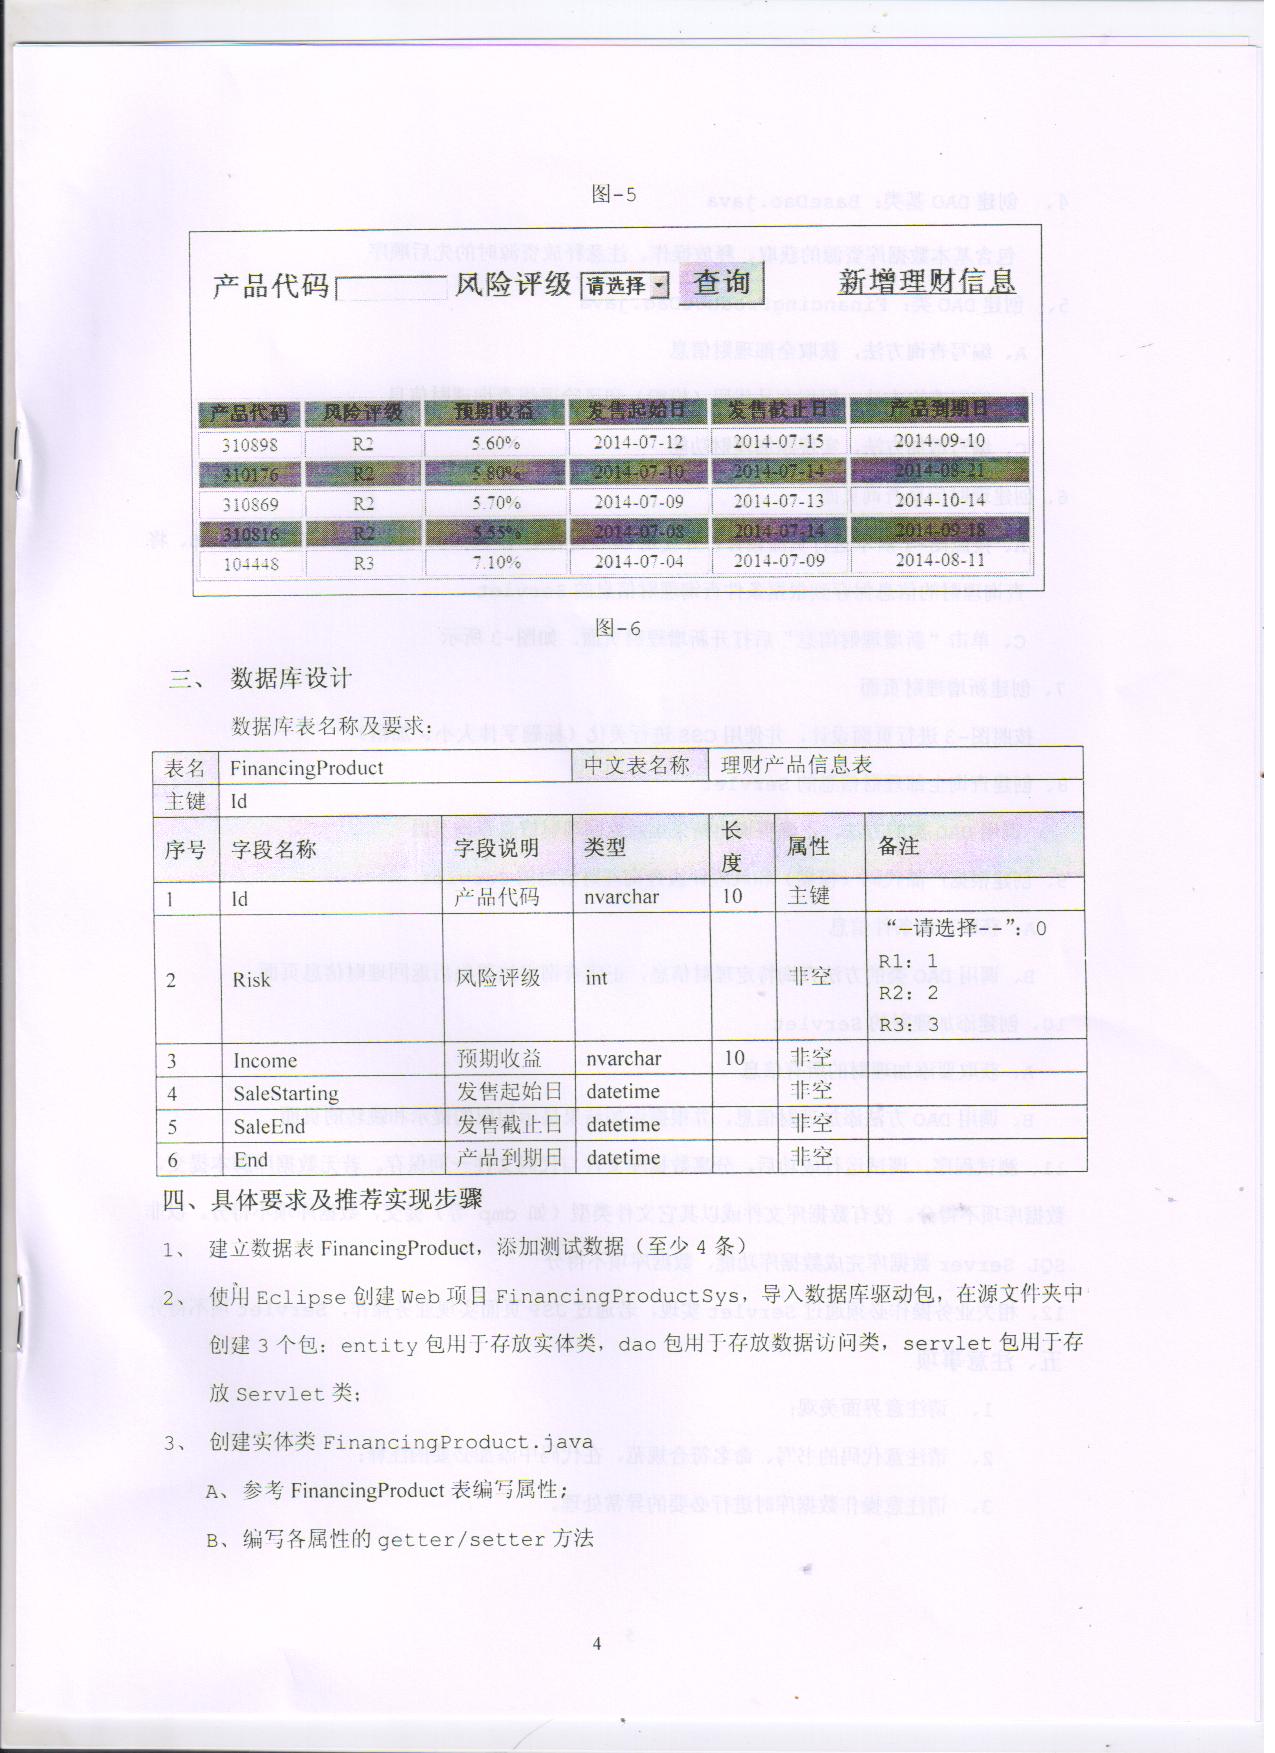 图-5
产品代码 风险评级 请选择 查询 新增理财信息
产品代码 风险评级 预期收益 发售起始日 发售截止日 产品到期日
310898 R2 5.60% 2014-07-12 2014-07-15 2014-09-10
310176 R2 5.80% 2014-07-10 2014-07-14 2014-08-21
310869 R2 5.70% 2014-07-09 2014-07-13 2014-10-14
310816 R2 5.55% 2014-07-08 2014-07-14 2014-09-18
104448 R3 7.10% 2014-07-04 2014-07-09 2014-08-11
图-6
三、 数据库设计
数据库表名称及要求：
表名 FinancingProduct 中文表名称 理财产品信息表
主键 Id
序号 字段名称 字段说明 类型 长度 属性 备注
1 Id 产品代码 nvarchar 10 主键
2 Risk 风险评级 int 非空 “--请选择--”：0
R1：1
R2：2
R3：3
3 Income 预期收益 nvarchar 10 非空
4 SaleStarting 发售起始日 datetime 非空
5 SaleEnd 发售截止日 datetime 非空
6 End 产品到期日 datetime 非空
四、具体要求及推荐实现步骤
1、 建立数据表 FinancingProduct，添加测试数据（至少 4 条）
2、 使用 Eclipse 创建 Web 项目 FinancingProductSys，导入数据库驱动包，在源文件夹中
创建 3 个包：entity 包用于存放实体类，dao 包用于存放数据访问类，servlet 包用于存
放 Servlet 类；
3、 创建实体类 FinancingProduct.java
A、 参考 FinancingProduct 表编写属性；
B、 编写各属性的 getter/setter 方法
4